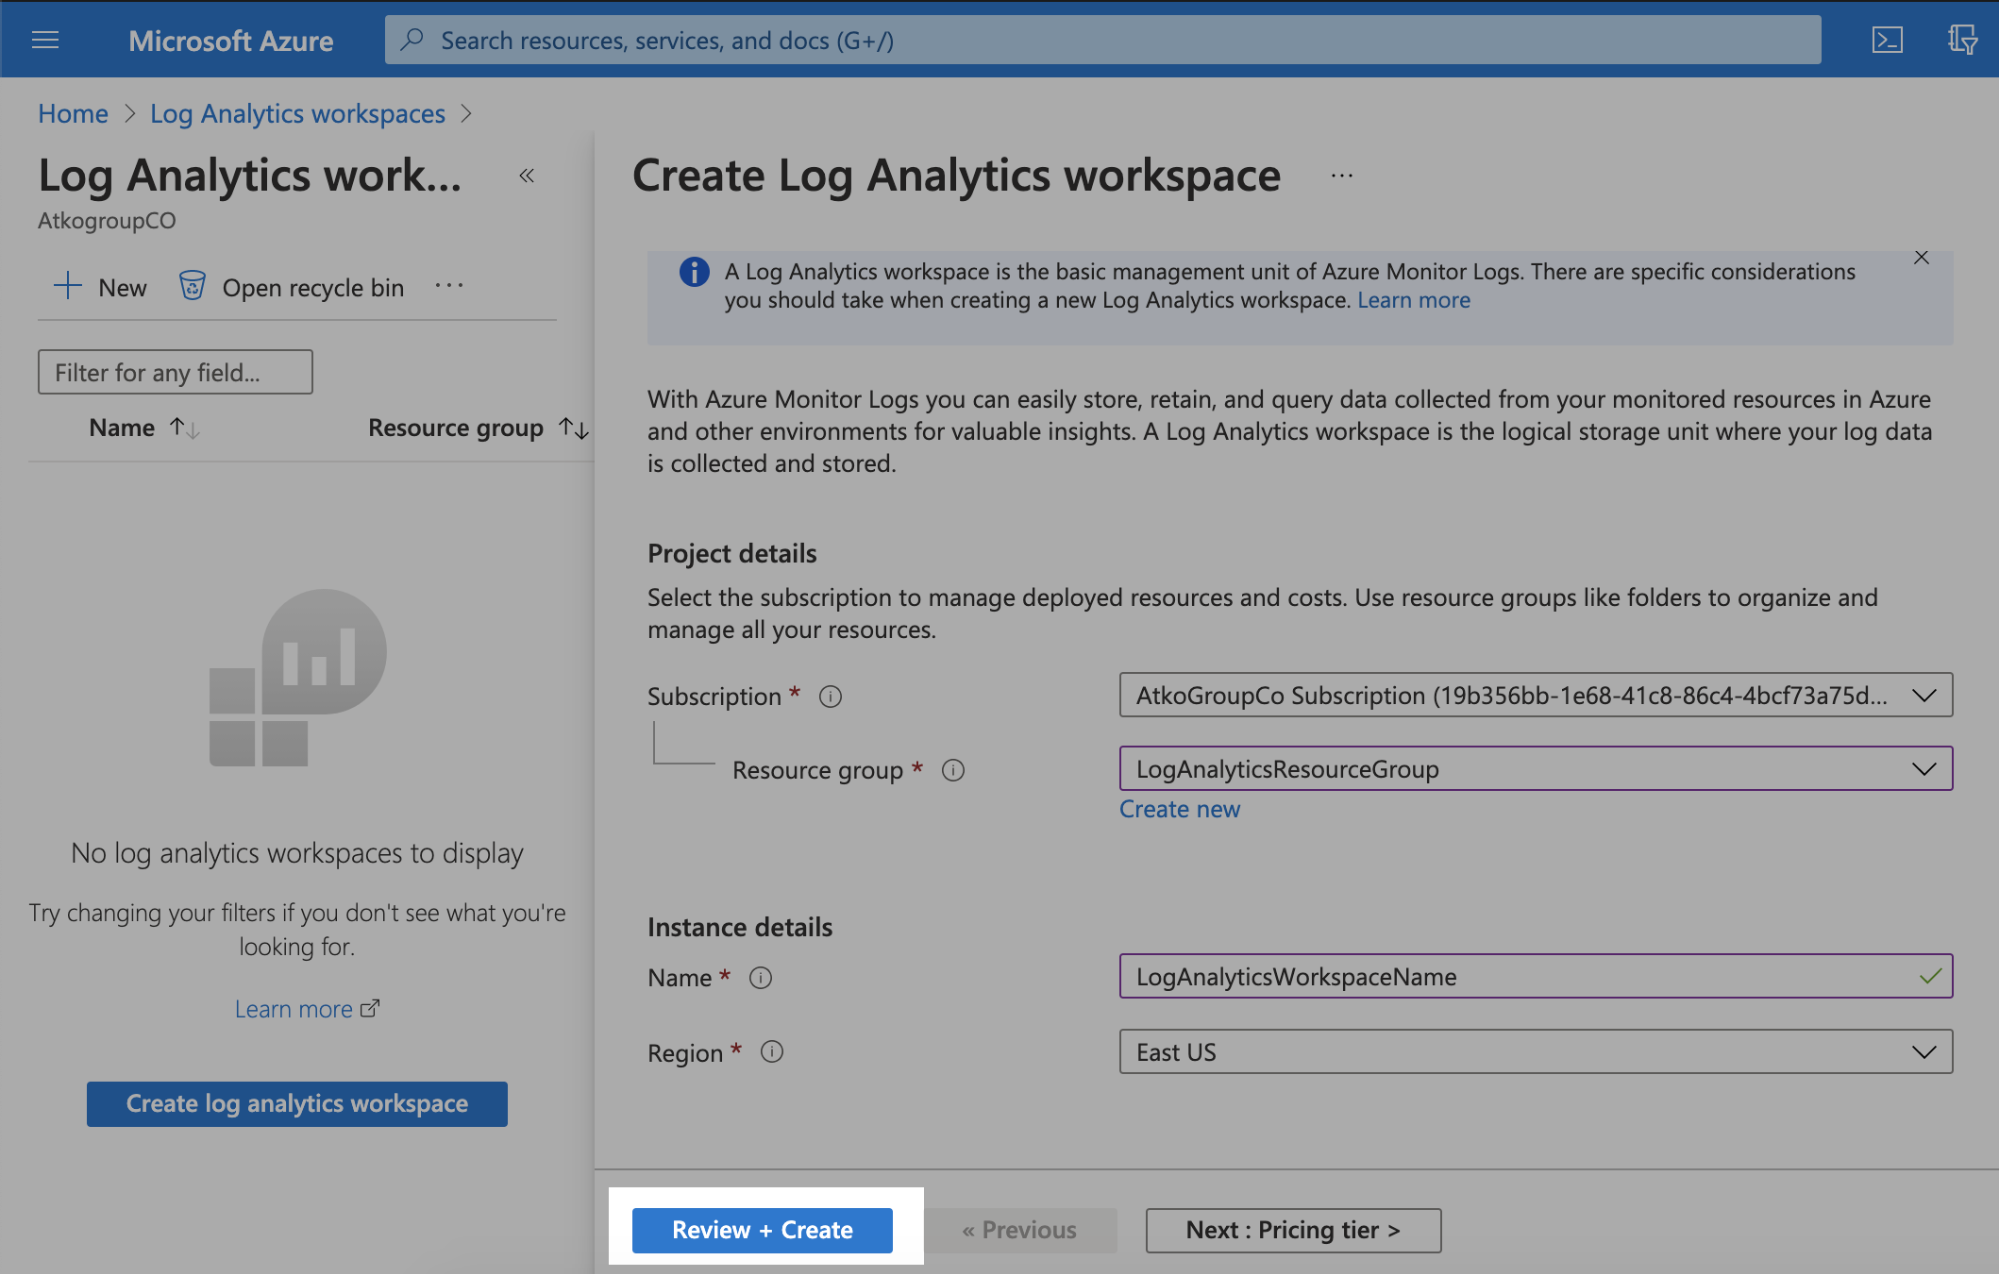 Microsoft Azure
Search resources, services, and docs (G+/)
Home > Log Analytics workspaces >
Log Analytics work...
«
AtkogroupCO
+ New
Open recycle bin
...
Filter for any field...
Name ↑↓
Resource group ↑↓
No log analytics workspaces to display
Try changing your filters if you don't see what you're
looking for.
Learn more
Create log analytics workspace
Create Log Analytics workspace
...
A Log Analytics workspace is the basic management unit of Azure Monitor Logs. There are specific considerations
you should take when creating a new Log Analytics workspace. Learn more
With Azure Monitor Logs you can easily store, retain, and query data collected from your monitored resources in Azure
and other environments for valuable insights. A Log Analytics workspace is the logical storage unit where your log data
is collected and stored.
Project details
Select the subscription to manage deployed resources and costs. Use resource groups like folders to organize and
manage all your resources.
Subscription *
AtkoGroupCo Subscription (19b356bb-1e68-41c8-86c4-4bcf73a75d...
Resource group *
LogAnalyticsResourceGroup
Create new
Instance details
Name *
LogAnalyticsWorkspaceName
Region *
East US
Review + Create
« Previous
Next : Pricing tier >